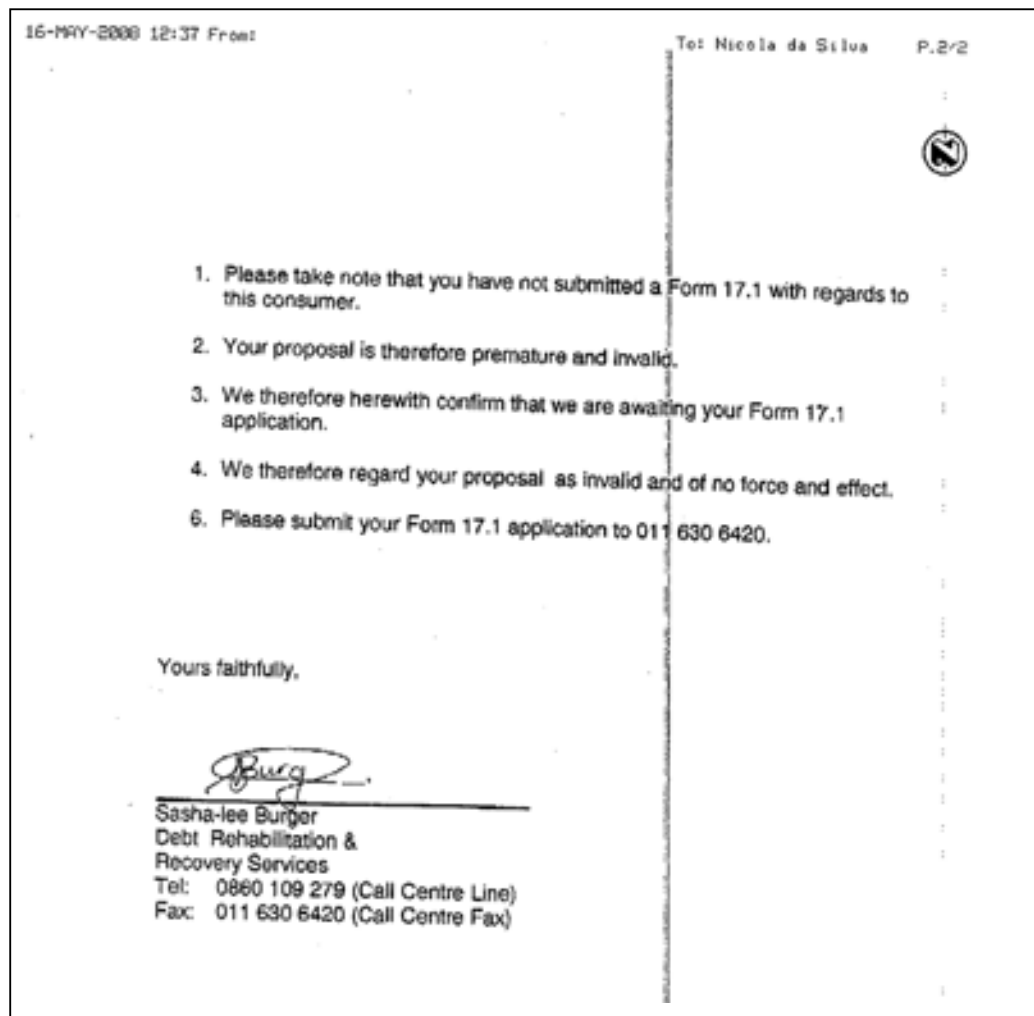 16-MAY-2008 12:37 From:
To: Nicola da Silva P.2/2
1. Please take note that you have not submitted a Form 17.1 with regards to
this consumer.
2. Your proposal is therefore premature and invalid.
3. We therefore herewith confirm that we are awaiting your Form 17.1
application.
4. We therefore regard your proposal as invalid and of no force and effect.
6. Please submit your Form 17.1 application to 011 630 6420.
Yours faithfully,
Burg
Sasha-lee Burger
Debt Rehabilitation &
Recovery Services
Tel: 0860 109 279 (Call Centre Line)
Fax: 011 630 6420 (Call Centre Fax)